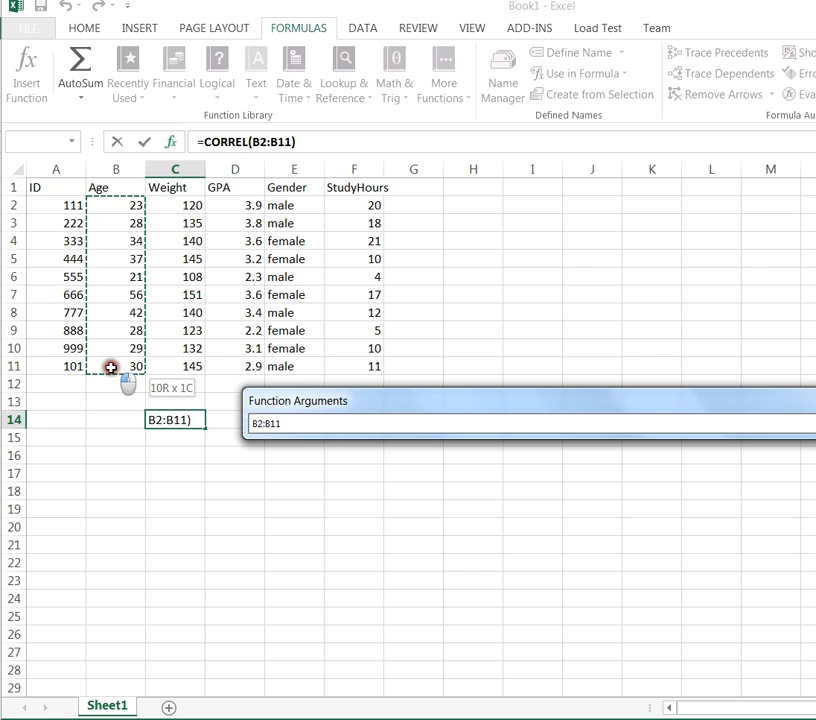 Book1 - Excel
FILE HOME INSERT PAGE LAYOUT FORMULAS DATA REVIEW VIEW ADD-INS Load Test Team
fx Σ ? θ
Insert Function
AutoSum
Recently Used
Financial
Logical
Text
Date & Time
Lookup & Reference
Math & Trig
More Functions
Function Library
Name Manager
Define Name
Use in Formula
Create from Selection
Defined Names
Trace Precedents
Trace Dependents
Remove Arrows
Formula Au
fx =CORREL(B2:B11)
A B C D E F G H I J K L M
1 ID Age Weight GPA Gender StudyHours
2 111 23 120 3.9 male 20
3 222 28 135 3.8 male 18
4 333 34 140 3.6 female 21
5 444 37 145 3.2 female 10
6 555 21 108 2.3 male 4
7 666 56 151 3.6 female 17
8 777 42 140 3.4 male 12
9 888 28 123 2.2 female 5
10 999 29 132 3.1 female 10
11 101 30 145 2.9 male 11
12 10R x 1C
13 Function Arguments
14 B2:B11) B2:B11
15
16
17
18
19
20
21
22
23
24
25
26
27
28
29
Sheet1